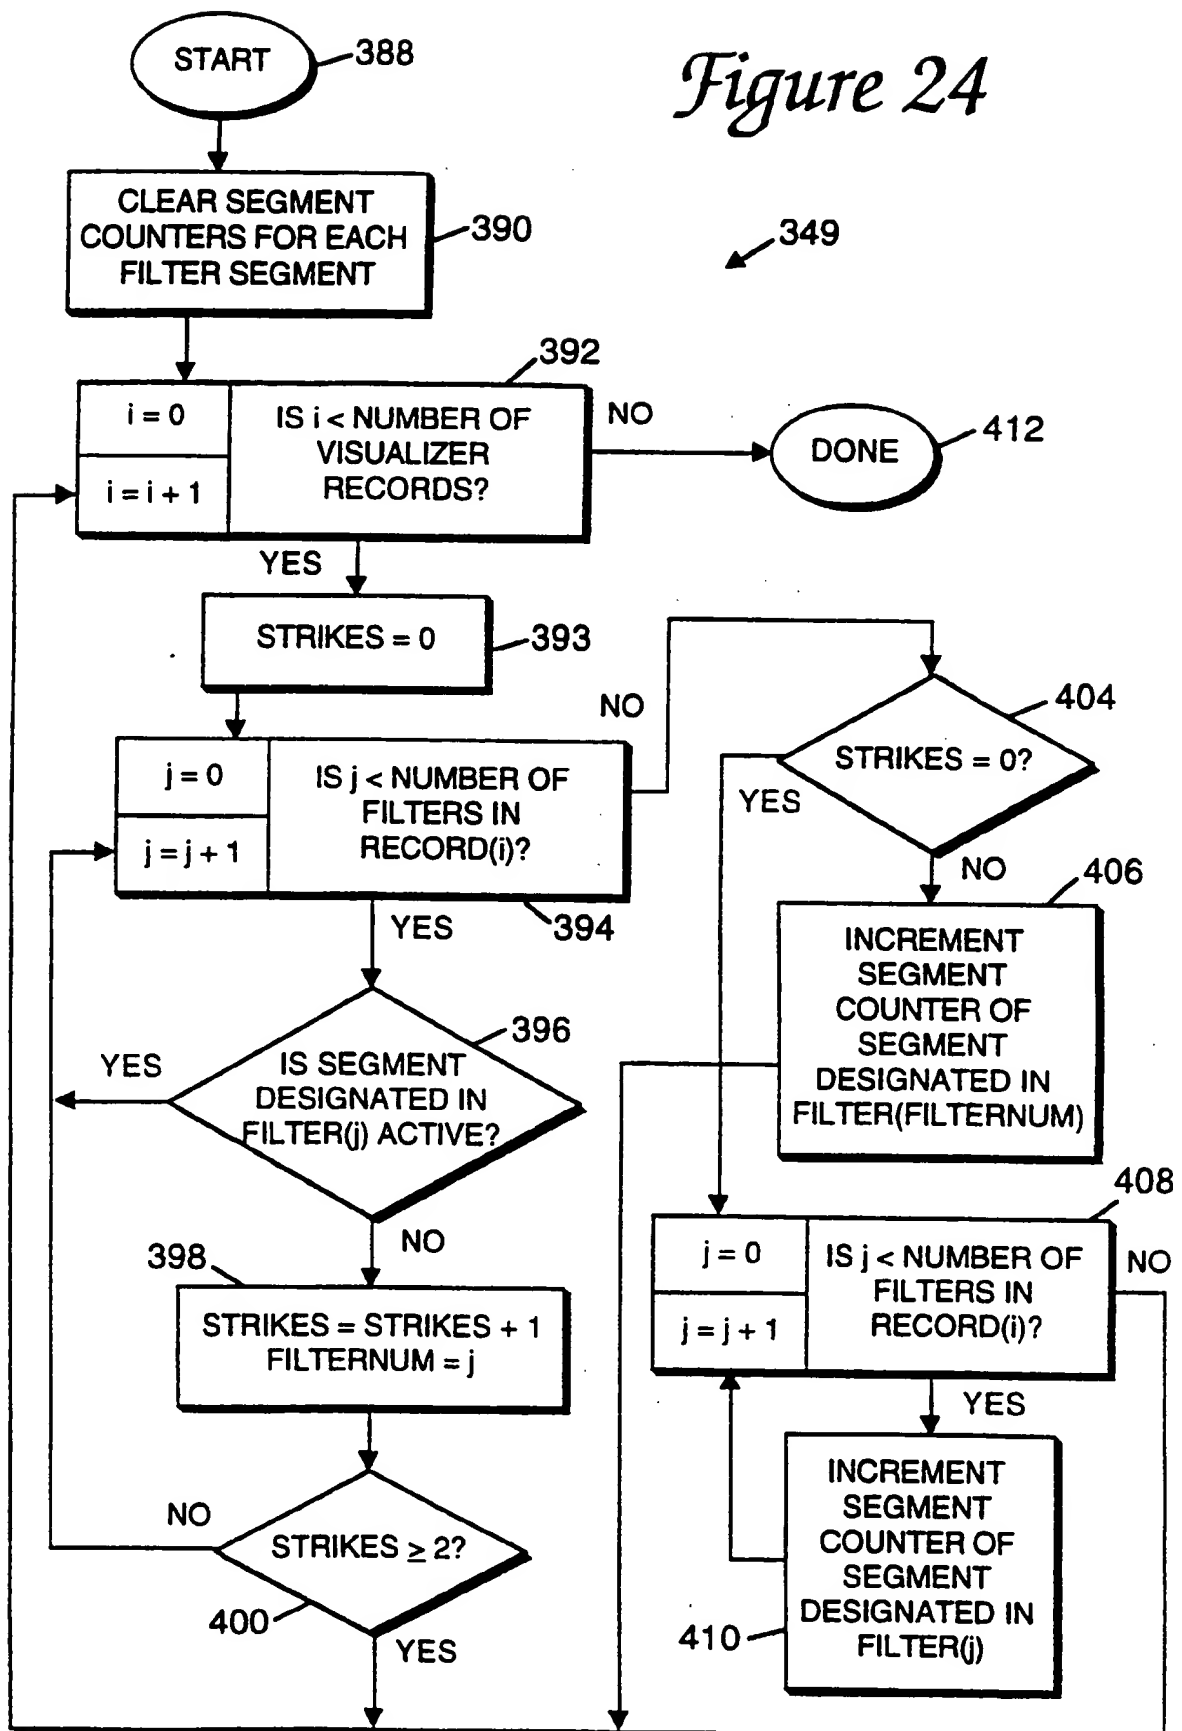 Figure 24
START
388
CLEAR SEGMENT
COUNTERS FOR EACH
FILTER SEGMENT
390
349
392
i = 0
i = i + 1
IS i < NUMBER OF
VISUALIZER
RECORDS?
NO
DONE
412
YES
STRIKES = 0
393
NO
404
STRIKES = 0?
YES
NO
j = 0
j = j + 1
IS j < NUMBER OF
FILTERS IN
RECORD(i)?
394
YES
406
INCREMENT
SEGMENT
COUNTER OF
SEGMENT
DESIGNATED IN
FILTER(FILTERNUM)
396
YES
IS SEGMENT
DESIGNATED IN
FILTER(j) ACTIVE?
NO
398
STRIKES = STRIKES + 1
FILTERNUM = j
408
j = 0
j = j + 1
IS j < NUMBER OF
FILTERS IN
RECORD(i)?
NO
YES
NO
STRIKES ≥ 2?
400
YES
INCREMENT
SEGMENT
COUNTER OF
SEGMENT
DESIGNATED IN
FILTER(j)
410